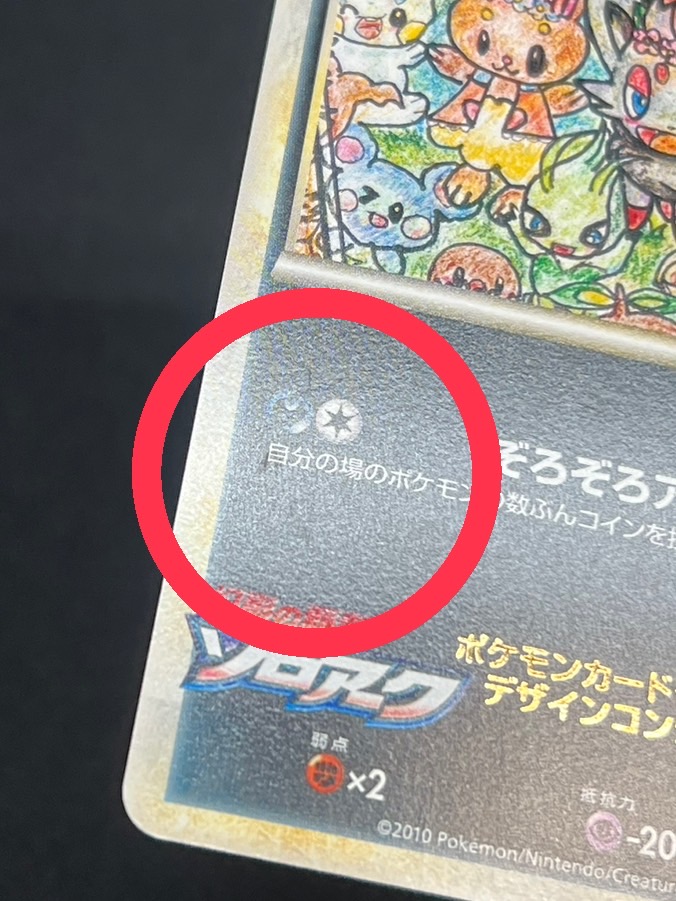 ぞろぞろ
自分の場のポケモンの数ぶんコインを
ゾロアーク
ポケモンカード
デザインコン
弱点
×2
抵抗力
-20
©2010 Pokémon/Nintendo/Creatur